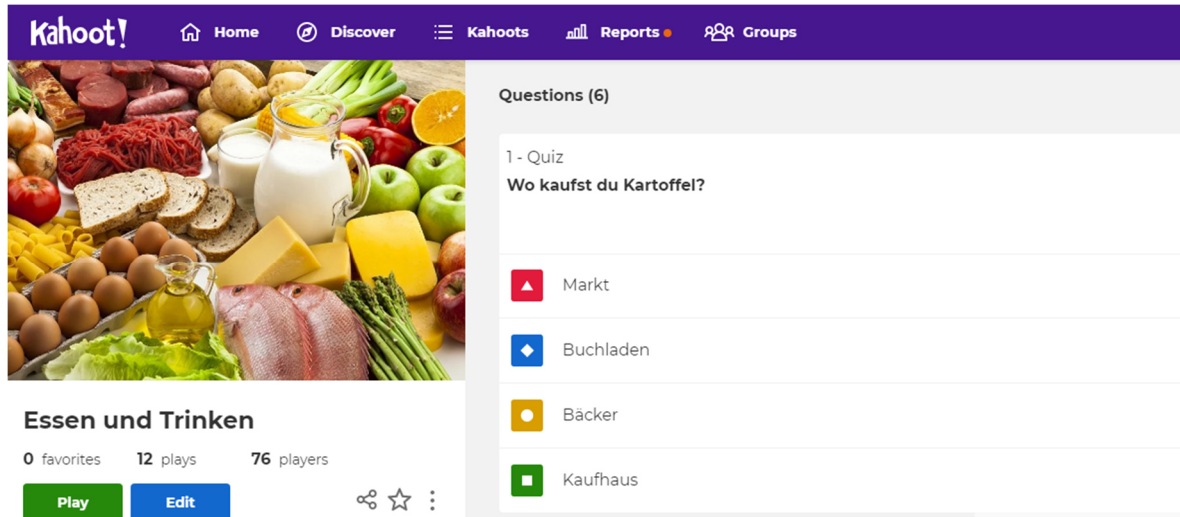 Kahoot!
Home
Discover
Kahoots
Reports
Groups
Questions (6)
1 - Quiz
Wo kaufst du Kartoffel?
Markt
Buchladen
Bäcker
Kaufhaus
Essen und Trinken
0 favorites 12 plays 76 players
Play
Edit